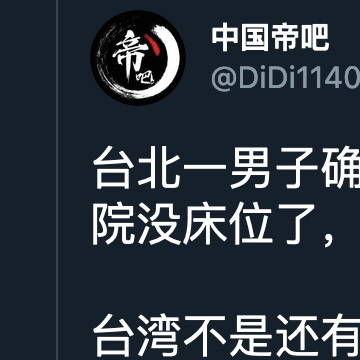 帝吧
中国帝吧
@DiDi1140
台北一男子确
院没床位了，
台湾不是还有